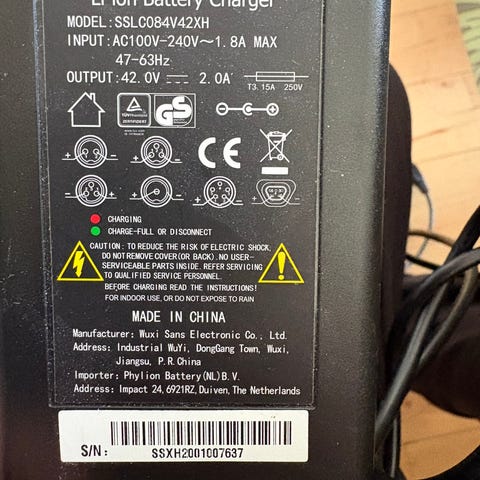 Li-ion Battery Charger
MODEL:SSLC084V42XH
INPUT:AC100V-240V~1.8A MAX
47-63Hz
OUTPUT:42.0V⎓ 2.0A
T3.15A 250V
TÜVRheinland
ZERTIFIZIERT
GS
CE
CHARGING
CHARGE-FULL OR DISCONNECT
CAUTION: TO REDUCE THE RISK OF ELECTRIC SHOCK,
DO NOT REMOVE COVER(OR BACK). NO USER-
SERVICEABLE PARTS INSIDE. REFER SERVICING
TO QUALIFIED SERVICE PERSONNEL.
BEFORE CHARGING READ THE INSTRUCTIONS!
FOR INDOOR USE, OR DO NOT EXPOSE TO RAIN
MADE IN CHINA
Manufacturer: Wuxi Sans Electronic Co., Ltd.
Address: Industrial WuYi, DongGang Town, Wuxi,
Jiangsu, P.R.China
Importer: Phylion Battery(NL)B.V.
Address: Impact 24,6921RZ,Duiven,The Netherlands
S/N:
SSXH2001007637